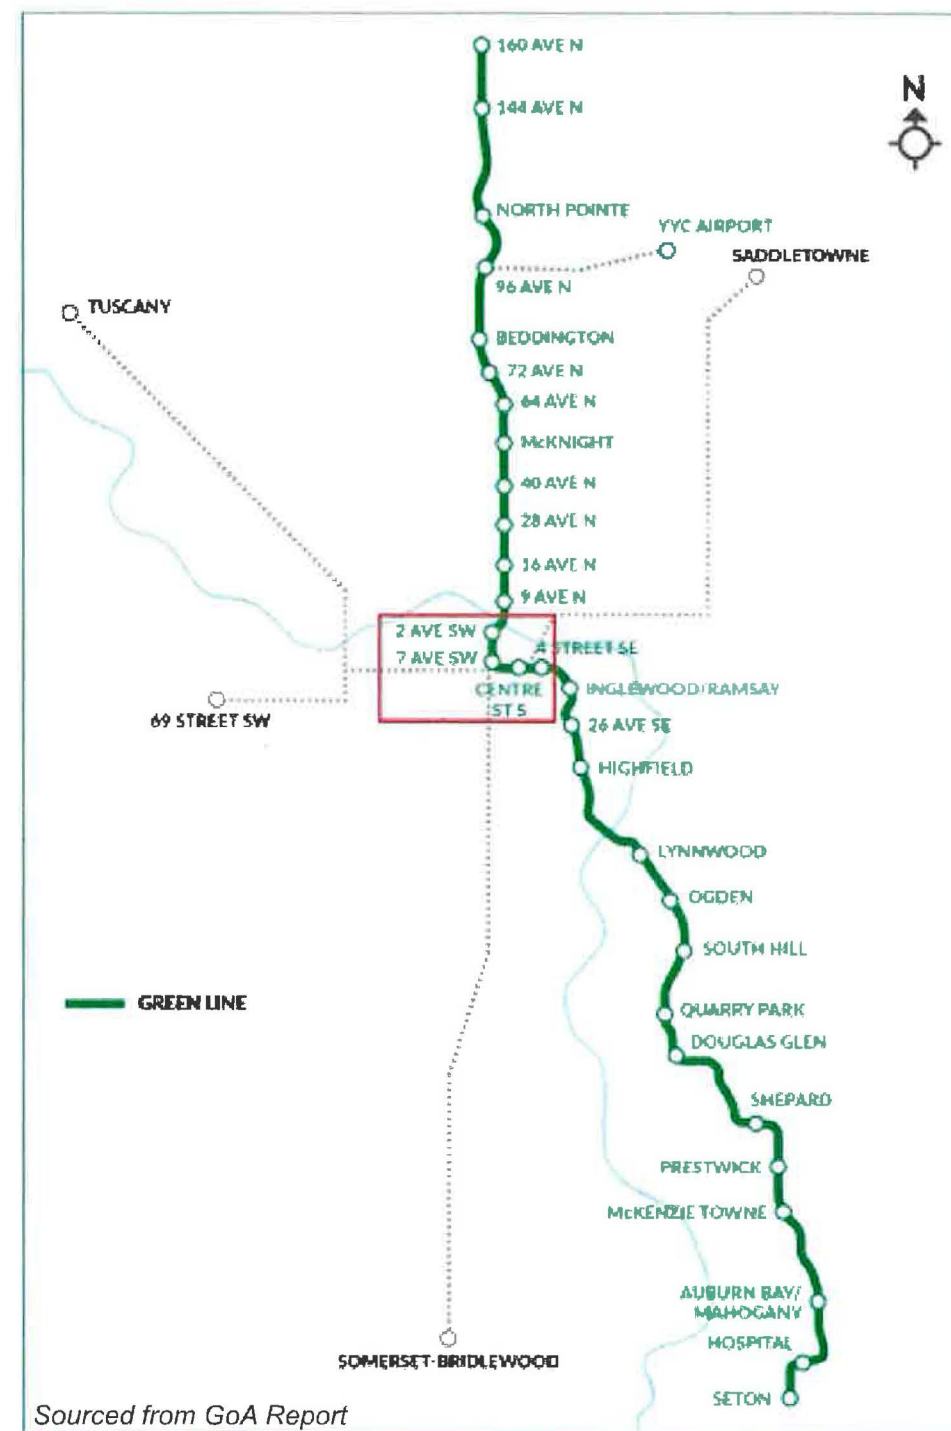 160 AVE N
144 AVE N
N
NORTH POINTE
YYC AIRPORT
SADDLETOWNE
96 AVE N
TUSCANY
BEDDINGTON
72 AVE N
64 AVE N
McKNIGHT
40 AVE N
28 AVE N
16 AVE N
9 AVE N
2 AVE SW
7 AVE SW
4 STREET SE
CENTRE
ST S
INGLEWOOD/RAMSAY
69 STREET SW
26 AVE SE
HIGHFIELD
LYNNWOOD
OGDEN
SOUTH HILL
GREEN LINE
QUARRY PARK
DOUGLAS GLEN
SHEPARD
PRESTWICK
McKENZIE TOWNE
AUBURN BAY/
MAHOGANY
HOSPITAL
SOMERSET-BRIDLEWOOD
SETON
Sourced from GoA Report